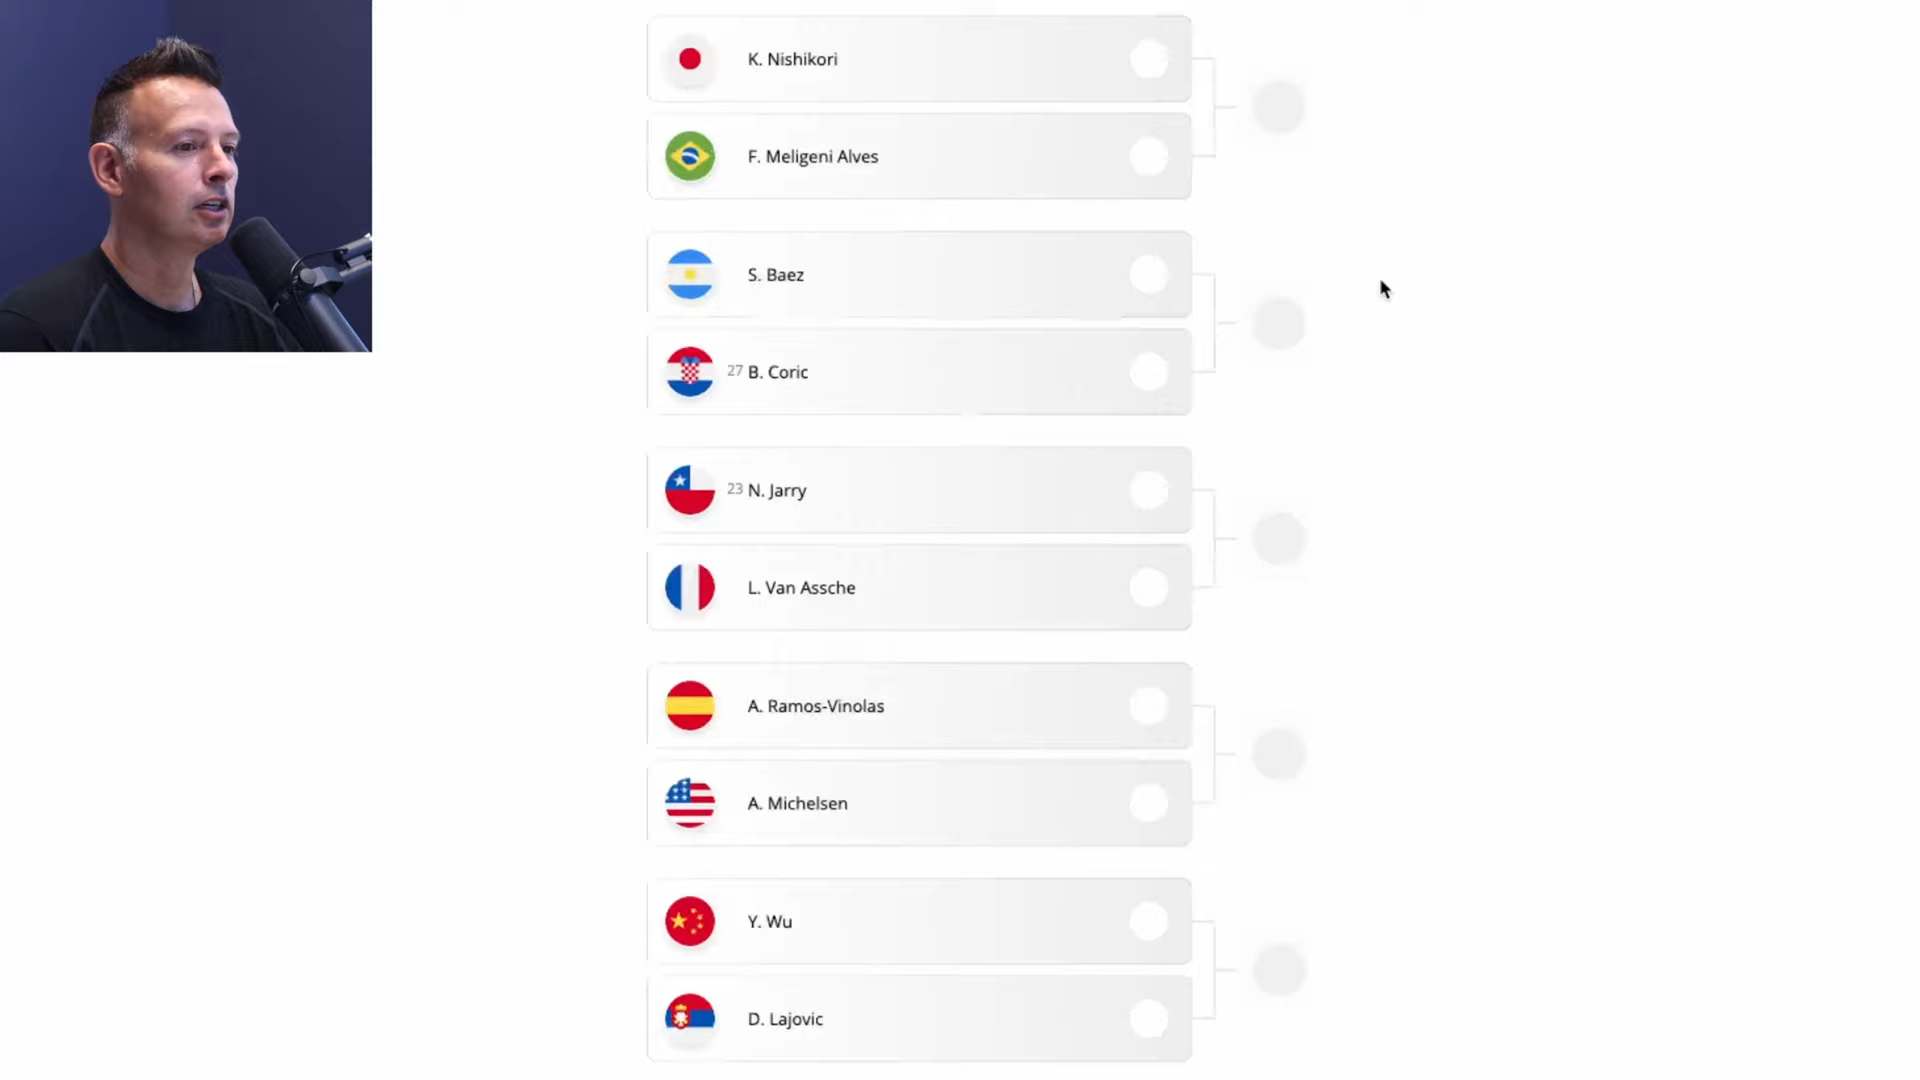 K. Nishikori
F. Meligeni Alves
S. Baez
27 B. Coric
23 N. Jarry
L. Van Assche
A. Ramos-Vinolas
A. Michelsen
Y. Wu
D. Lajovic